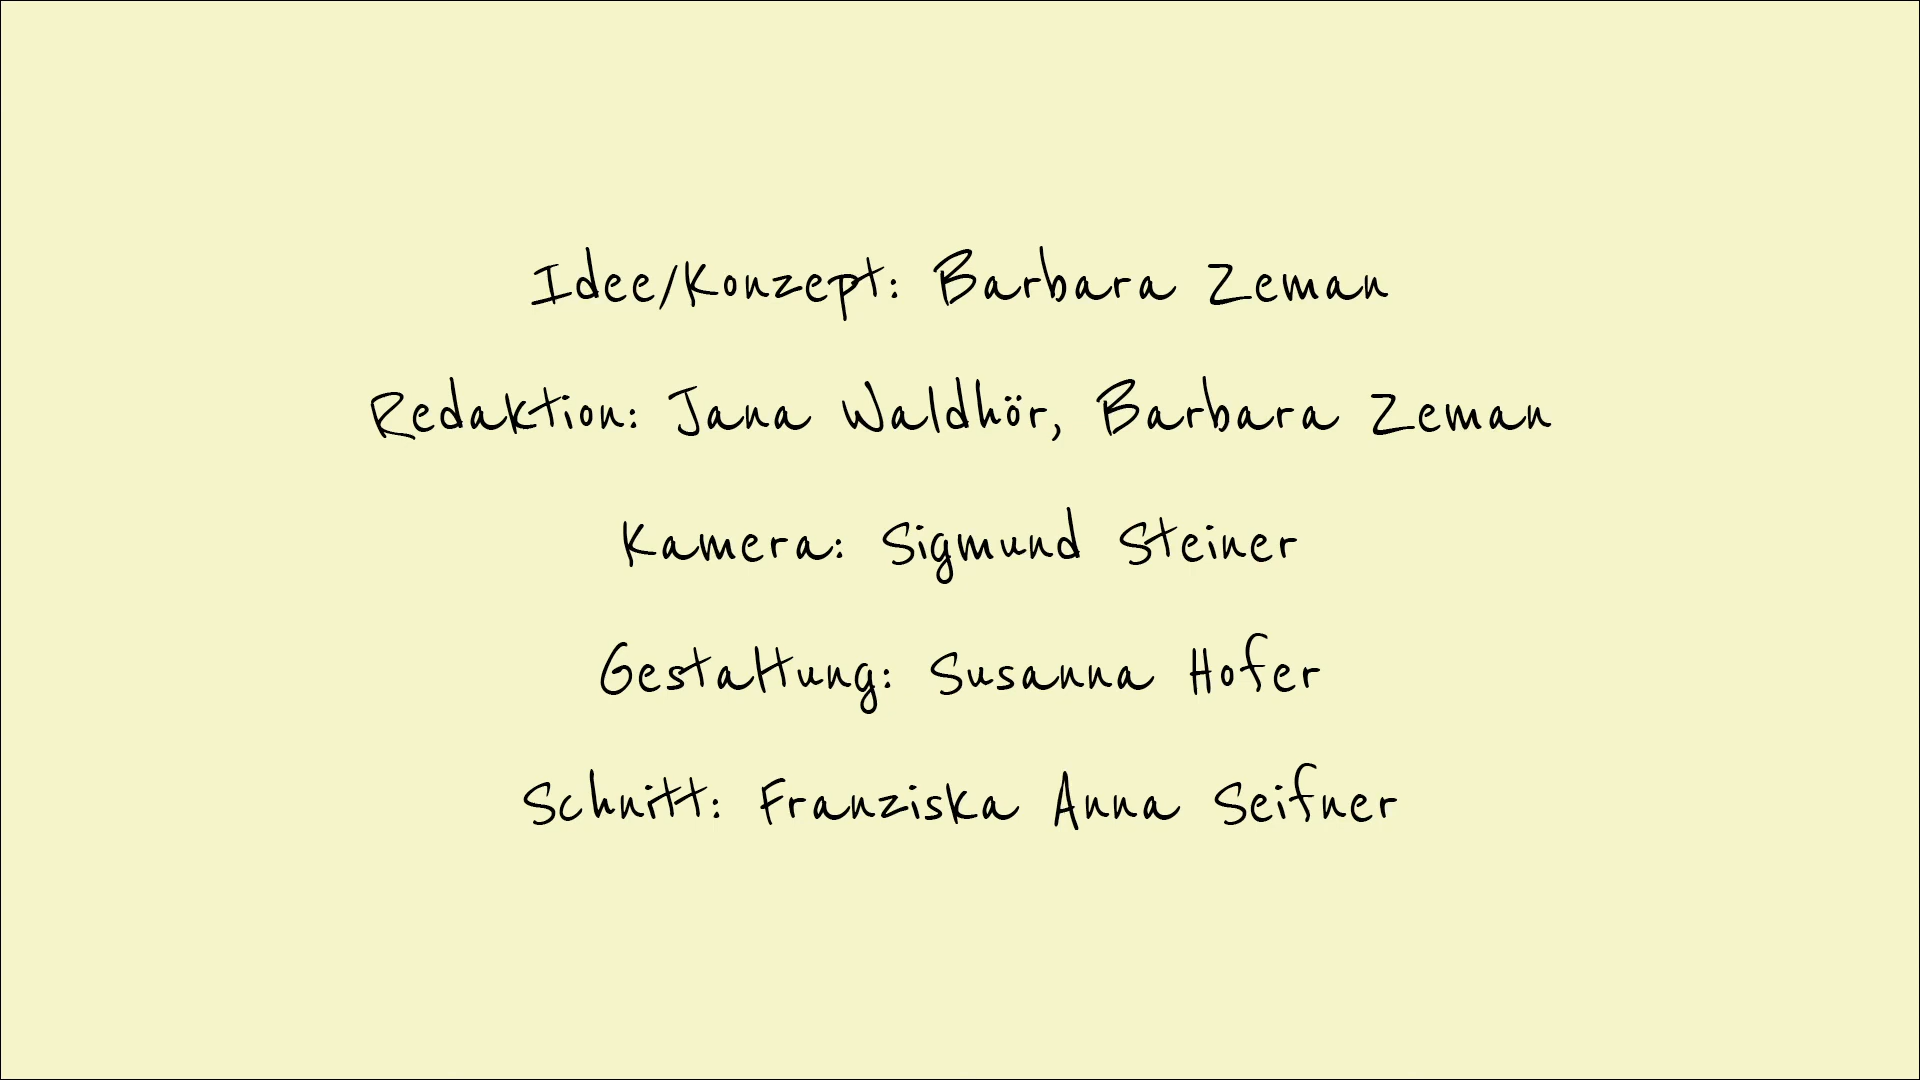 Idee/Konzept: Barbara Zeman
Redaktion: Jana Waldhör, Barbara Zeman
Kamera: Sigmund Steiner
Gestaltung: Susanna Hofer
Schnitt: Franziska Anna Seifner